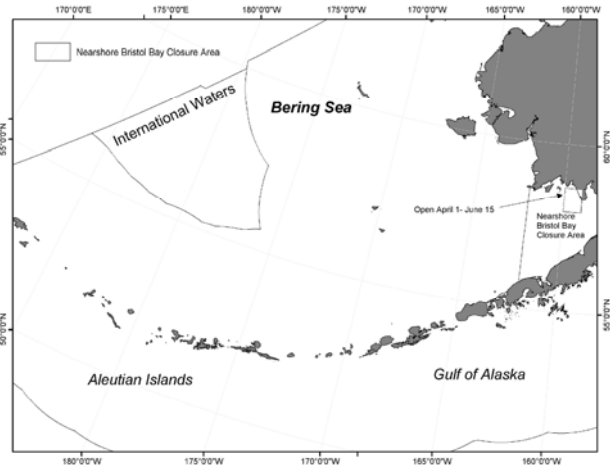 170°0'0"E 175°0'0"E 180°0'0" 175°0'0"W 170°0'0"W 165°0'0"W 160°0'0"W
Nearshore Bristol Bay Closure Area
International Waters
Bering Sea
55°0'0"N
60°0'0"N
Open April 1- June 15
Nearshore
Bristol Bay
Closure Area
50°0'0"N
55°0'0"N
Aleutian Islands
Gulf of Alaska
180°0'0"W 175°0'0"W 170°0'0"W 165°0'0"W 160°0'0"W